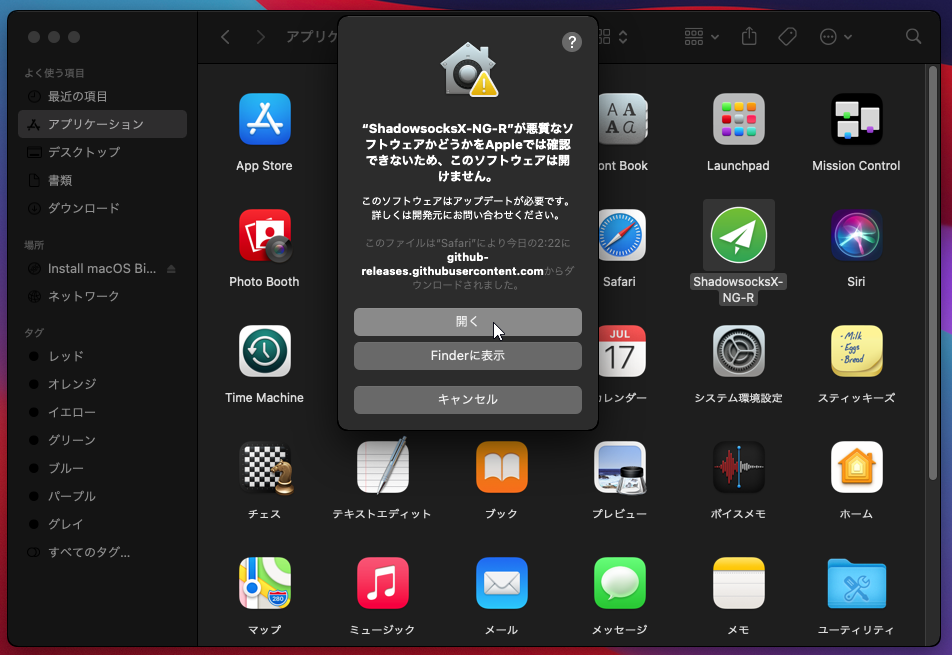 アプリケ
よく使う項目
最近の項目
アプリケーション
デスクトップ
書類
ダウンロード
場所
Install macOS Bi...
ネットワーク
タグ
レッド
オレンジ
イエロー
グリーン
ブルー
パープル
グレイ
すべてのタグ...
?
“ShadowsocksX-NG-R”が悪質なソ
フトウェアかどうかをAppleでは確認
できないため、このソフトウェアは開
けません。
このソフトウェアはアップデートが必要です。
詳しくは開発元にお問い合わせください。
このファイルは“Safari”により今日の2:22に
github-
releases.githubusercontent.comからダ
ウンロードされました。
開く
Finderに表示
キャンセル
App Store
ont Book
Launchpad
Mission Control
Photo Booth
Safari
ShadowsocksX-
NG-R
Siri
Time Machine
JUL
17
カレンダー
システム環境設定
Milk
Eggs
Bread
スティッキーズ
チェス
テキストエディット
ブック
プレビュー
ボイスメモ
ホーム
280
マップ
ミュージック
メール
メッセージ
メモ
ユーティリティ